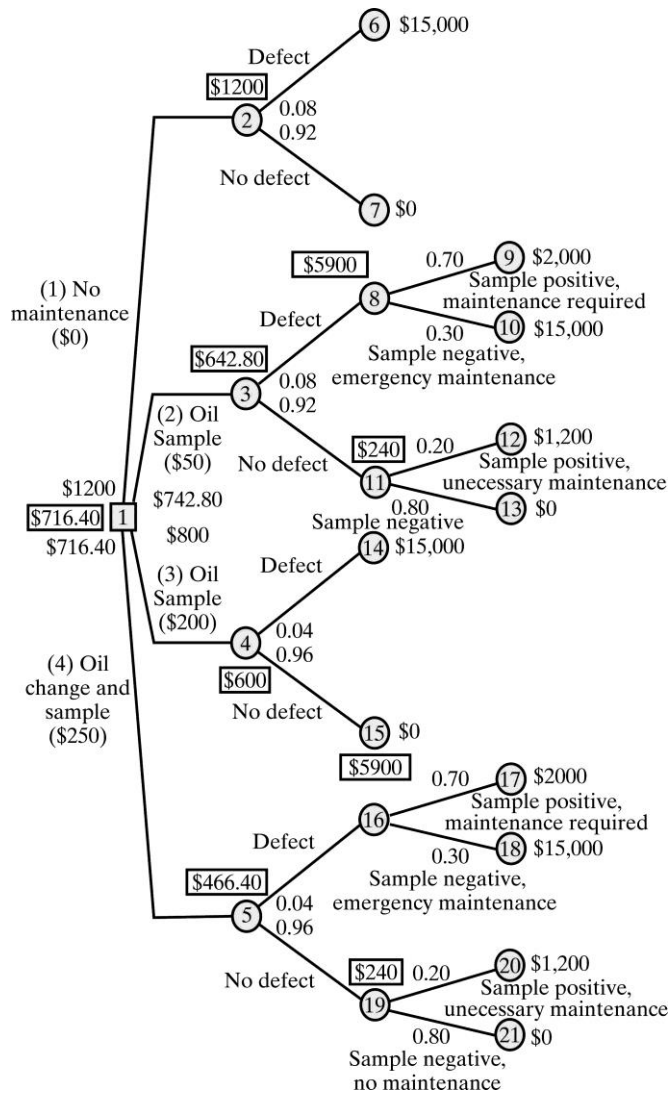 6 $15,000
Defect
$1200
2 0.08
0.92
No defect
7 $0
(1) No
maintenance
($0)
$5900
0.70 9 $2,000
Sample positive,
maintenance required
8
Defect
0.30 10 $15,000
Sample negative,
emergency maintenance
$642.80
3 0.08
0.92
(2) Oil
Sample
($50)
No defect
$240 0.20 12 $1,200
Sample positive,
unecessary maintenance
11
0.80 13 $0
Sample negative
$1200
$742.80
$716.40 1
$716.40
$800
14 $15,000
Defect
(3) Oil
Sample
($200)
4 0.04
0.96
$600
No defect
15 $0
(4) Oil
change and
sample
($250)
$5900
0.70 17 $2000
Sample positive,
maintenance required
16
Defect
0.30 18 $15,000
Sample negative,
emergency maintenance
$466.40
5 0.04
0.96
No defect
$240 0.20 20 $1,200
Sample positive,
unecessary maintenance
19
0.80 21 $0
Sample negative,
no maintenance